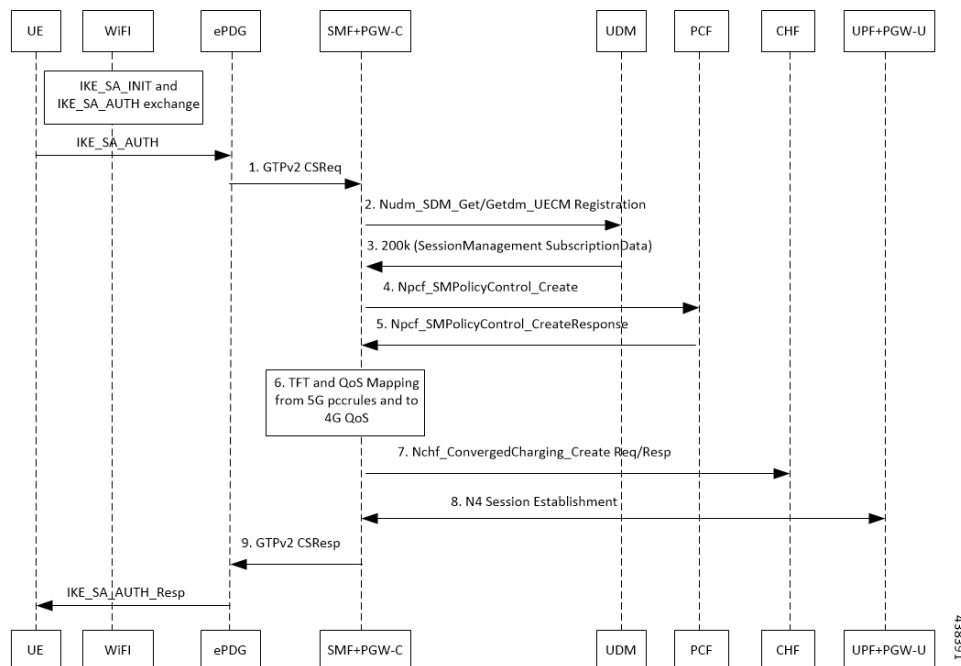 UE WiFI ePDG SMF+PGW-C UDM PCF CHF UPF+PGW-U
IKE_SA_INIT and
IKE_SA_AUTH exchange
IKE_SA_AUTH
1. GTPv2 CSReq
2. Nudm_SDM_Get/Getdm_UECM Registration
3. 200k (SessionManagement SubscriptionData)
4. Npcf_SMPolicyControl_Create
5. Npcf_SMPolicyControl_CreateResponse
6. TFT and QoS Mapping
from 5G pccrules and to
4G QoS
7. Nchf_ConvergedCharging_Create Req/Resp
8. N4 Session Establishment
9. GTPv2 CSResp
IKE_SA_AUTH_Resp
UE WiFI ePDG SMF+PGW-C UDM PCF CHF UPF+PGW-U
438391